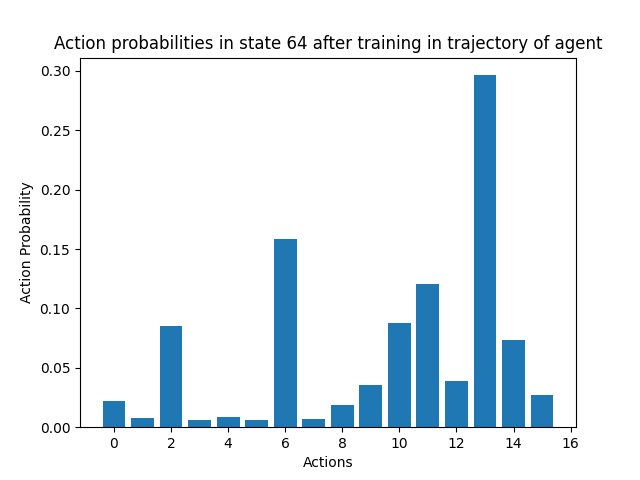 Action probabilities in state 64 after training in trajectory of agent
0.30
0.25
0.20
0.15
0.10
0.05
0.00
Action Probability
0 2 4 6 8 10 12 14 16
Actions